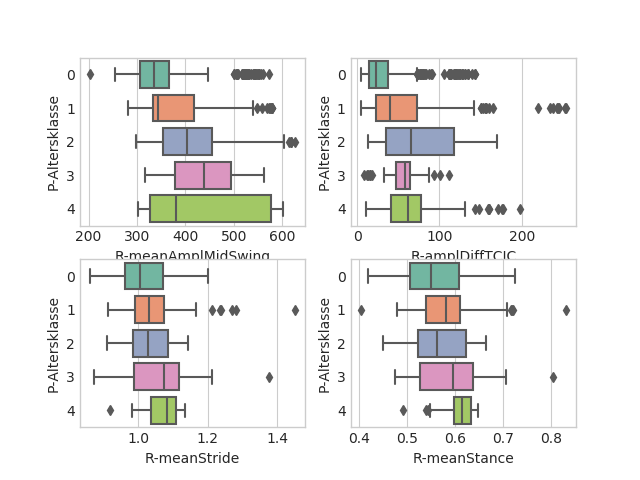 P-Altersklasse
0
1
2
3
4
200 300 400 500 600
R-meanAmplMidSwing
P-Altersklasse
0
1
2
3
4
0 100 200
R-amplDiffTCIC
P-Altersklasse
0
1
2
3
4
1.0 1.2 1.4
R-meanStride
P-Altersklasse
0
1
2
3
4
0.4 0.5 0.6 0.7 0.8
R-meanStance